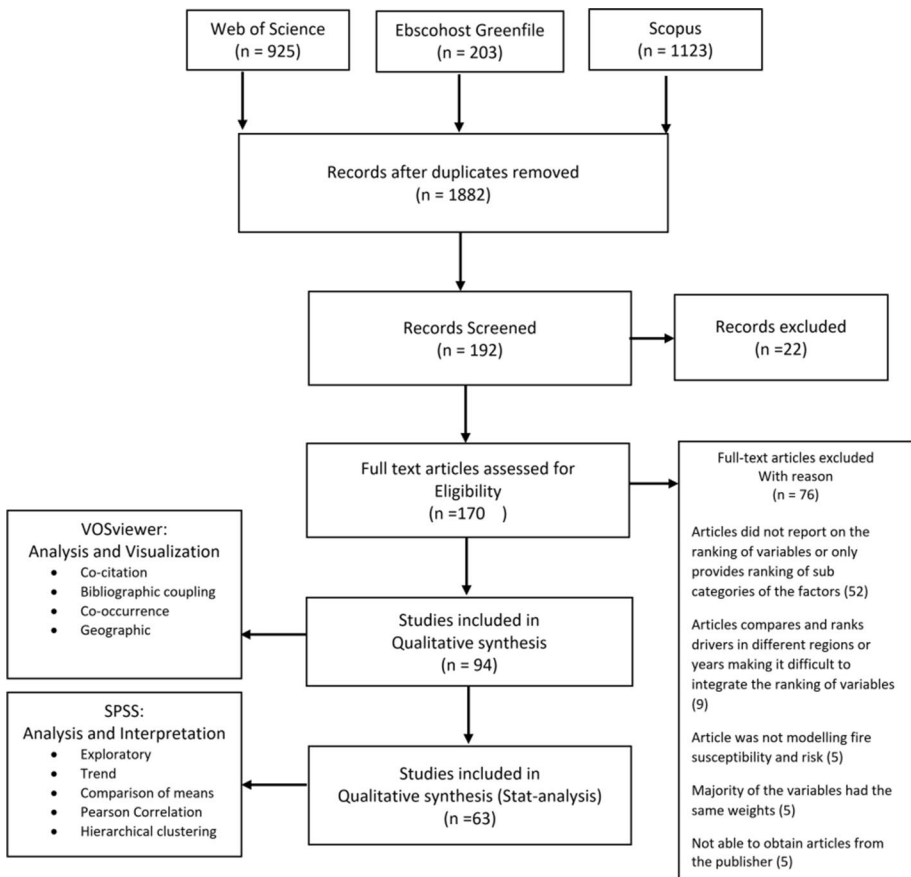 Web of Science
(n = 925)
Ebscohost Greenfile
(n = 203)
Scopus
(n = 1123)
Records after duplicates removed
(n = 1882)
Records Screened
(n = 192)
Records excluded
(n =22)
Full text articles assessed for
Eligibility
(n =170 )
Full-text articles excluded
With reason
(n = 76)
Articles did not report on the
ranking of variables or only
provides ranking of sub
categories of the factors (52)
Articles compares and ranks
drivers in different regions or
years making it difficult to
integrate the ranking of variables
(9)
Article was not modelling fire
susceptibility and risk (5)
Majority of the variables had the
same weights (5)
Not able to obtain articles from
the publisher (5)
VOSviewer:
Analysis and Visualization
• Co-citation
• Bibliographic coupling
• Co-occurrence
• Geographic
Studies included in
Qualitative synthesis
(n = 94)
SPSS:
Analysis and Interpretation
• Exploratory
• Trend
• Comparison of means
• Pearson Correlation
• Hierarchical clustering
Studies included in
Qualitative synthesis (Stat-analysis)
(n =63)